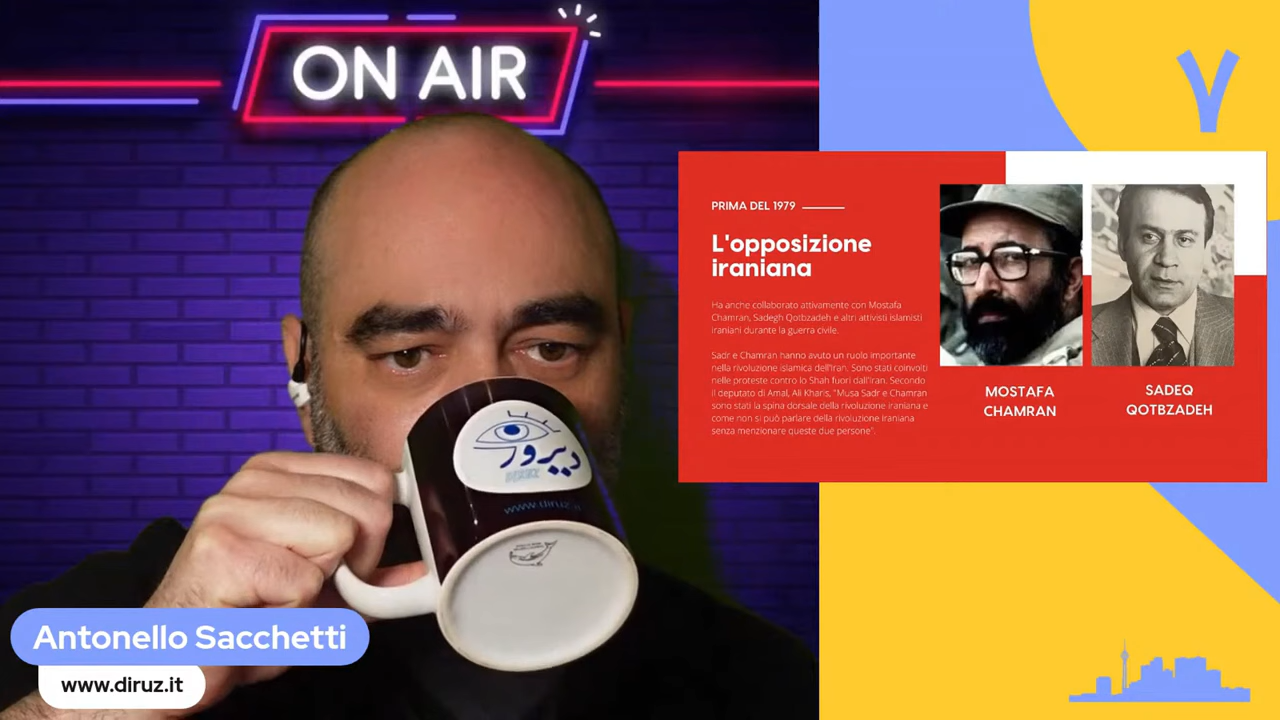 ON AIR
۷
PRIMA DEL 1979
L'opposizione
iraniana
Ha anche collaborato attivamente con Mostafa
Chamran, Sadegh Qotbzadeh e altri attivisti islamisti
iraniani durante la guerra civile.
Sadr e Chamran hanno avuto un ruolo importante
nella rivoluzione islamica dell'Iran. Sono stati coinvolti
nelle proteste contro lo Shah fuori dall'Iran. Secondo
il deputato di Amal, Ali Kharis, "Musa Sadr e Chamran
sono stati la spina dorsale della rivoluzione iraniana e
come non si può parlare della rivoluzione iraniana
senza menzionare queste due persone".
MOSTAFA
CHAMRAN
SADEQ
QOTBZADEH
دیروز
www.diruz.it
Antonello Sacchetti
www.diruz.it